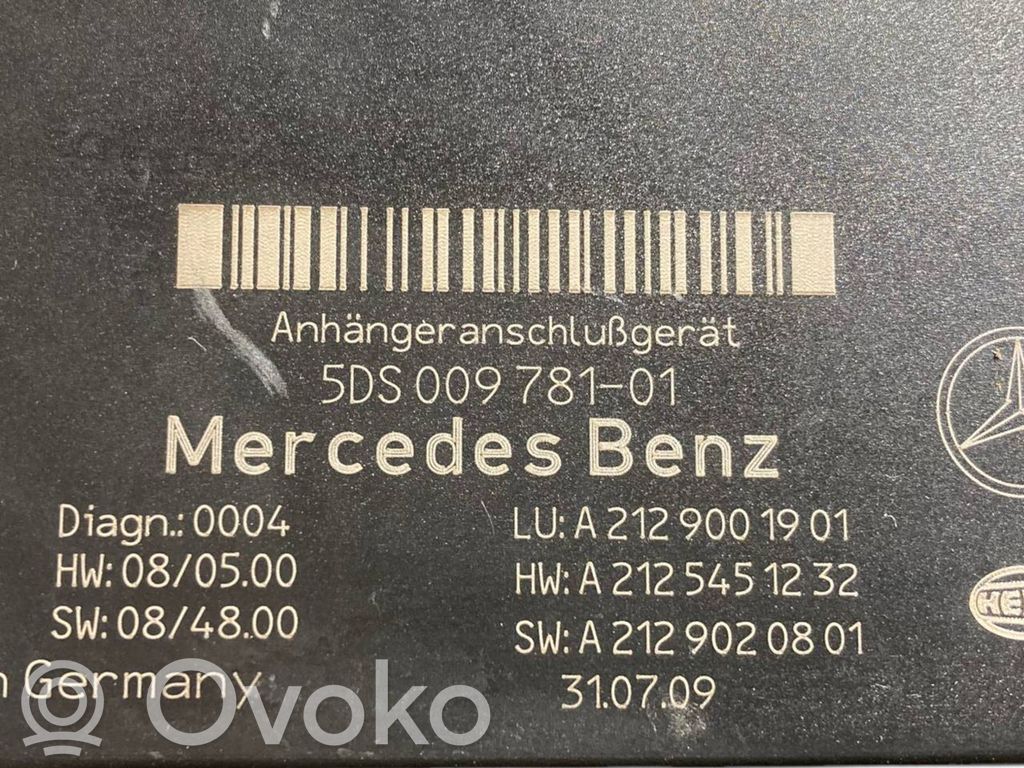 Anhängeranschlußgerät
5DS 009 781-01
Mercedes Benz
Diagn.: 0004
HW: 08/05.00
SW: 08/48.00
LU: A 212 900 19 01
HW: A 212 545 12 32
SW: A 212 902 08 01
Germany
31.07.09
Ovoko